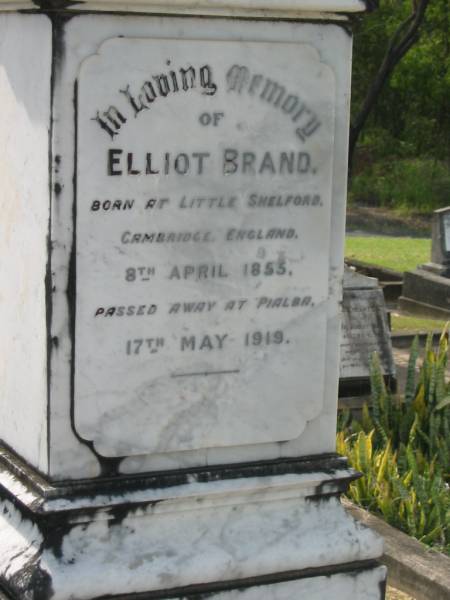 In Loving Memory
OF
ELLIOT BRAND.
BORN AT LITTLE SHELFORD.
CAMBRIDGE, ENGLAND.
8TH APRIL 1855.
PASSED AWAY AT PIALBA.
17TH MAY 1919.